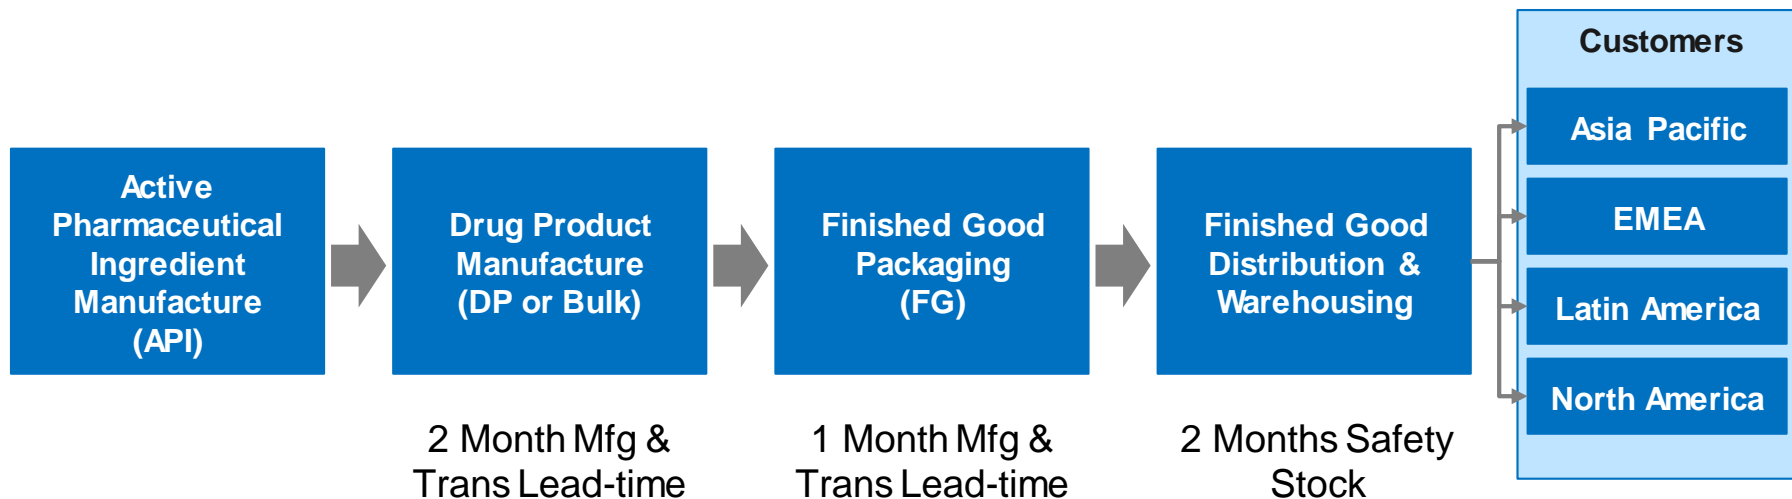 Active
Pharmaceutical
Ingredient
Manufacture
(API)
Drug Product
Manufacture
(DP or Bulk)
2 Month Mfg &
Trans Lead-time
Finished Good
Packaging
(FG)
1 Month Mfg &
Trans Lead-time
Finished Good
Distribution &
Warehousing
2 Months Safety
Stock
Customers
Asia Pacific
EMEA
Latin America
North America